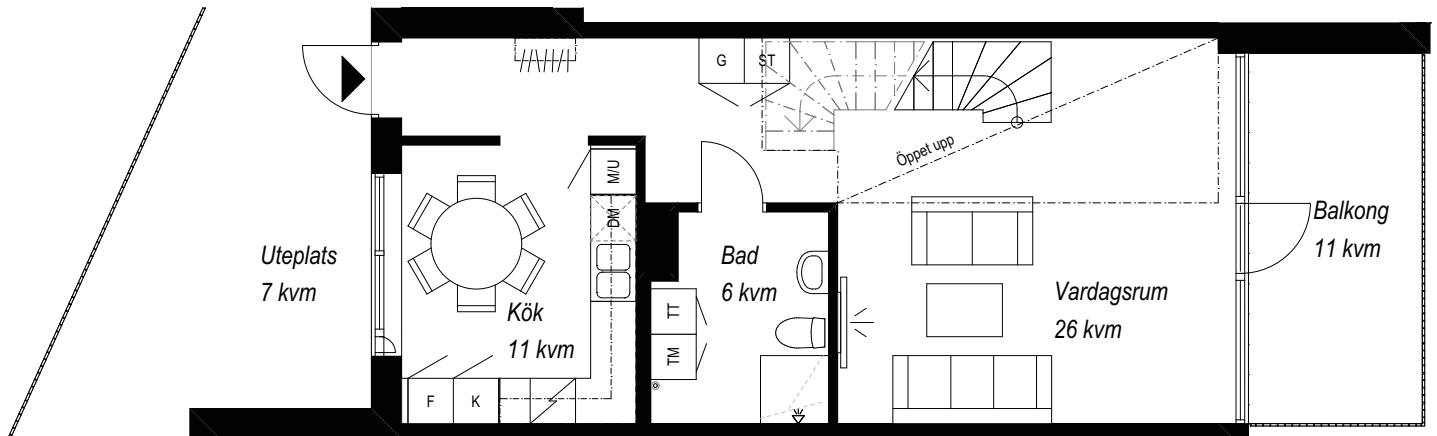 G
ST
Öppet upp
M/U
DM
Uteplats
7 kvm
Kök
11 kvm
F
K
Bad
6 kvm
TT
TM
Vardagsrum
26 kvm
Balkong
11 kvm